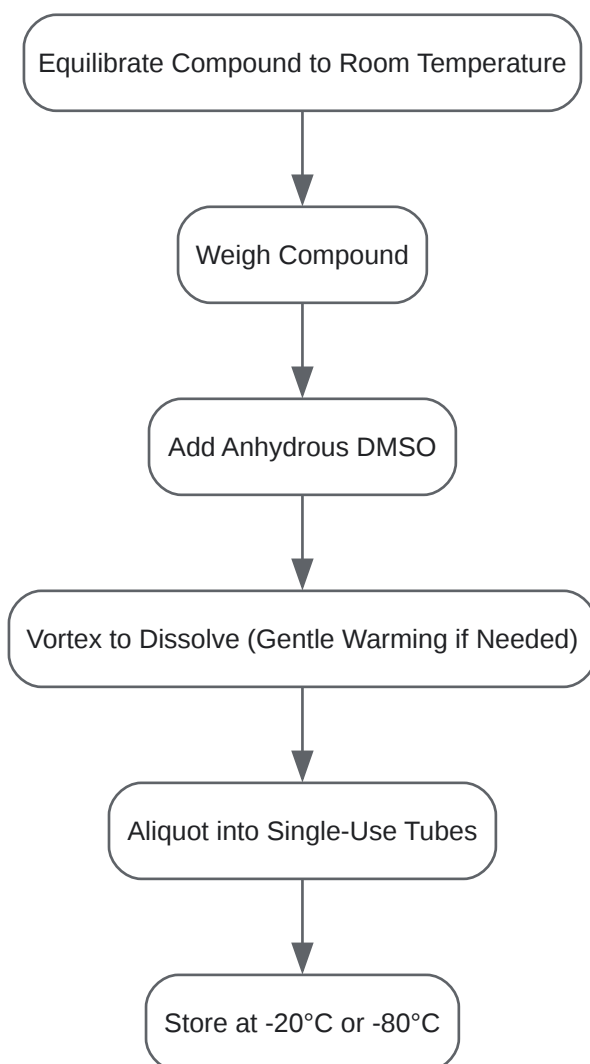 Equilibrate Compound to Room Temperature
Weigh Compound
Add Anhydrous DMSO
Vortex to Dissolve (Gentle Warming if Needed)
Aliquot into Single-Use Tubes
Store at -20°C or -80°C